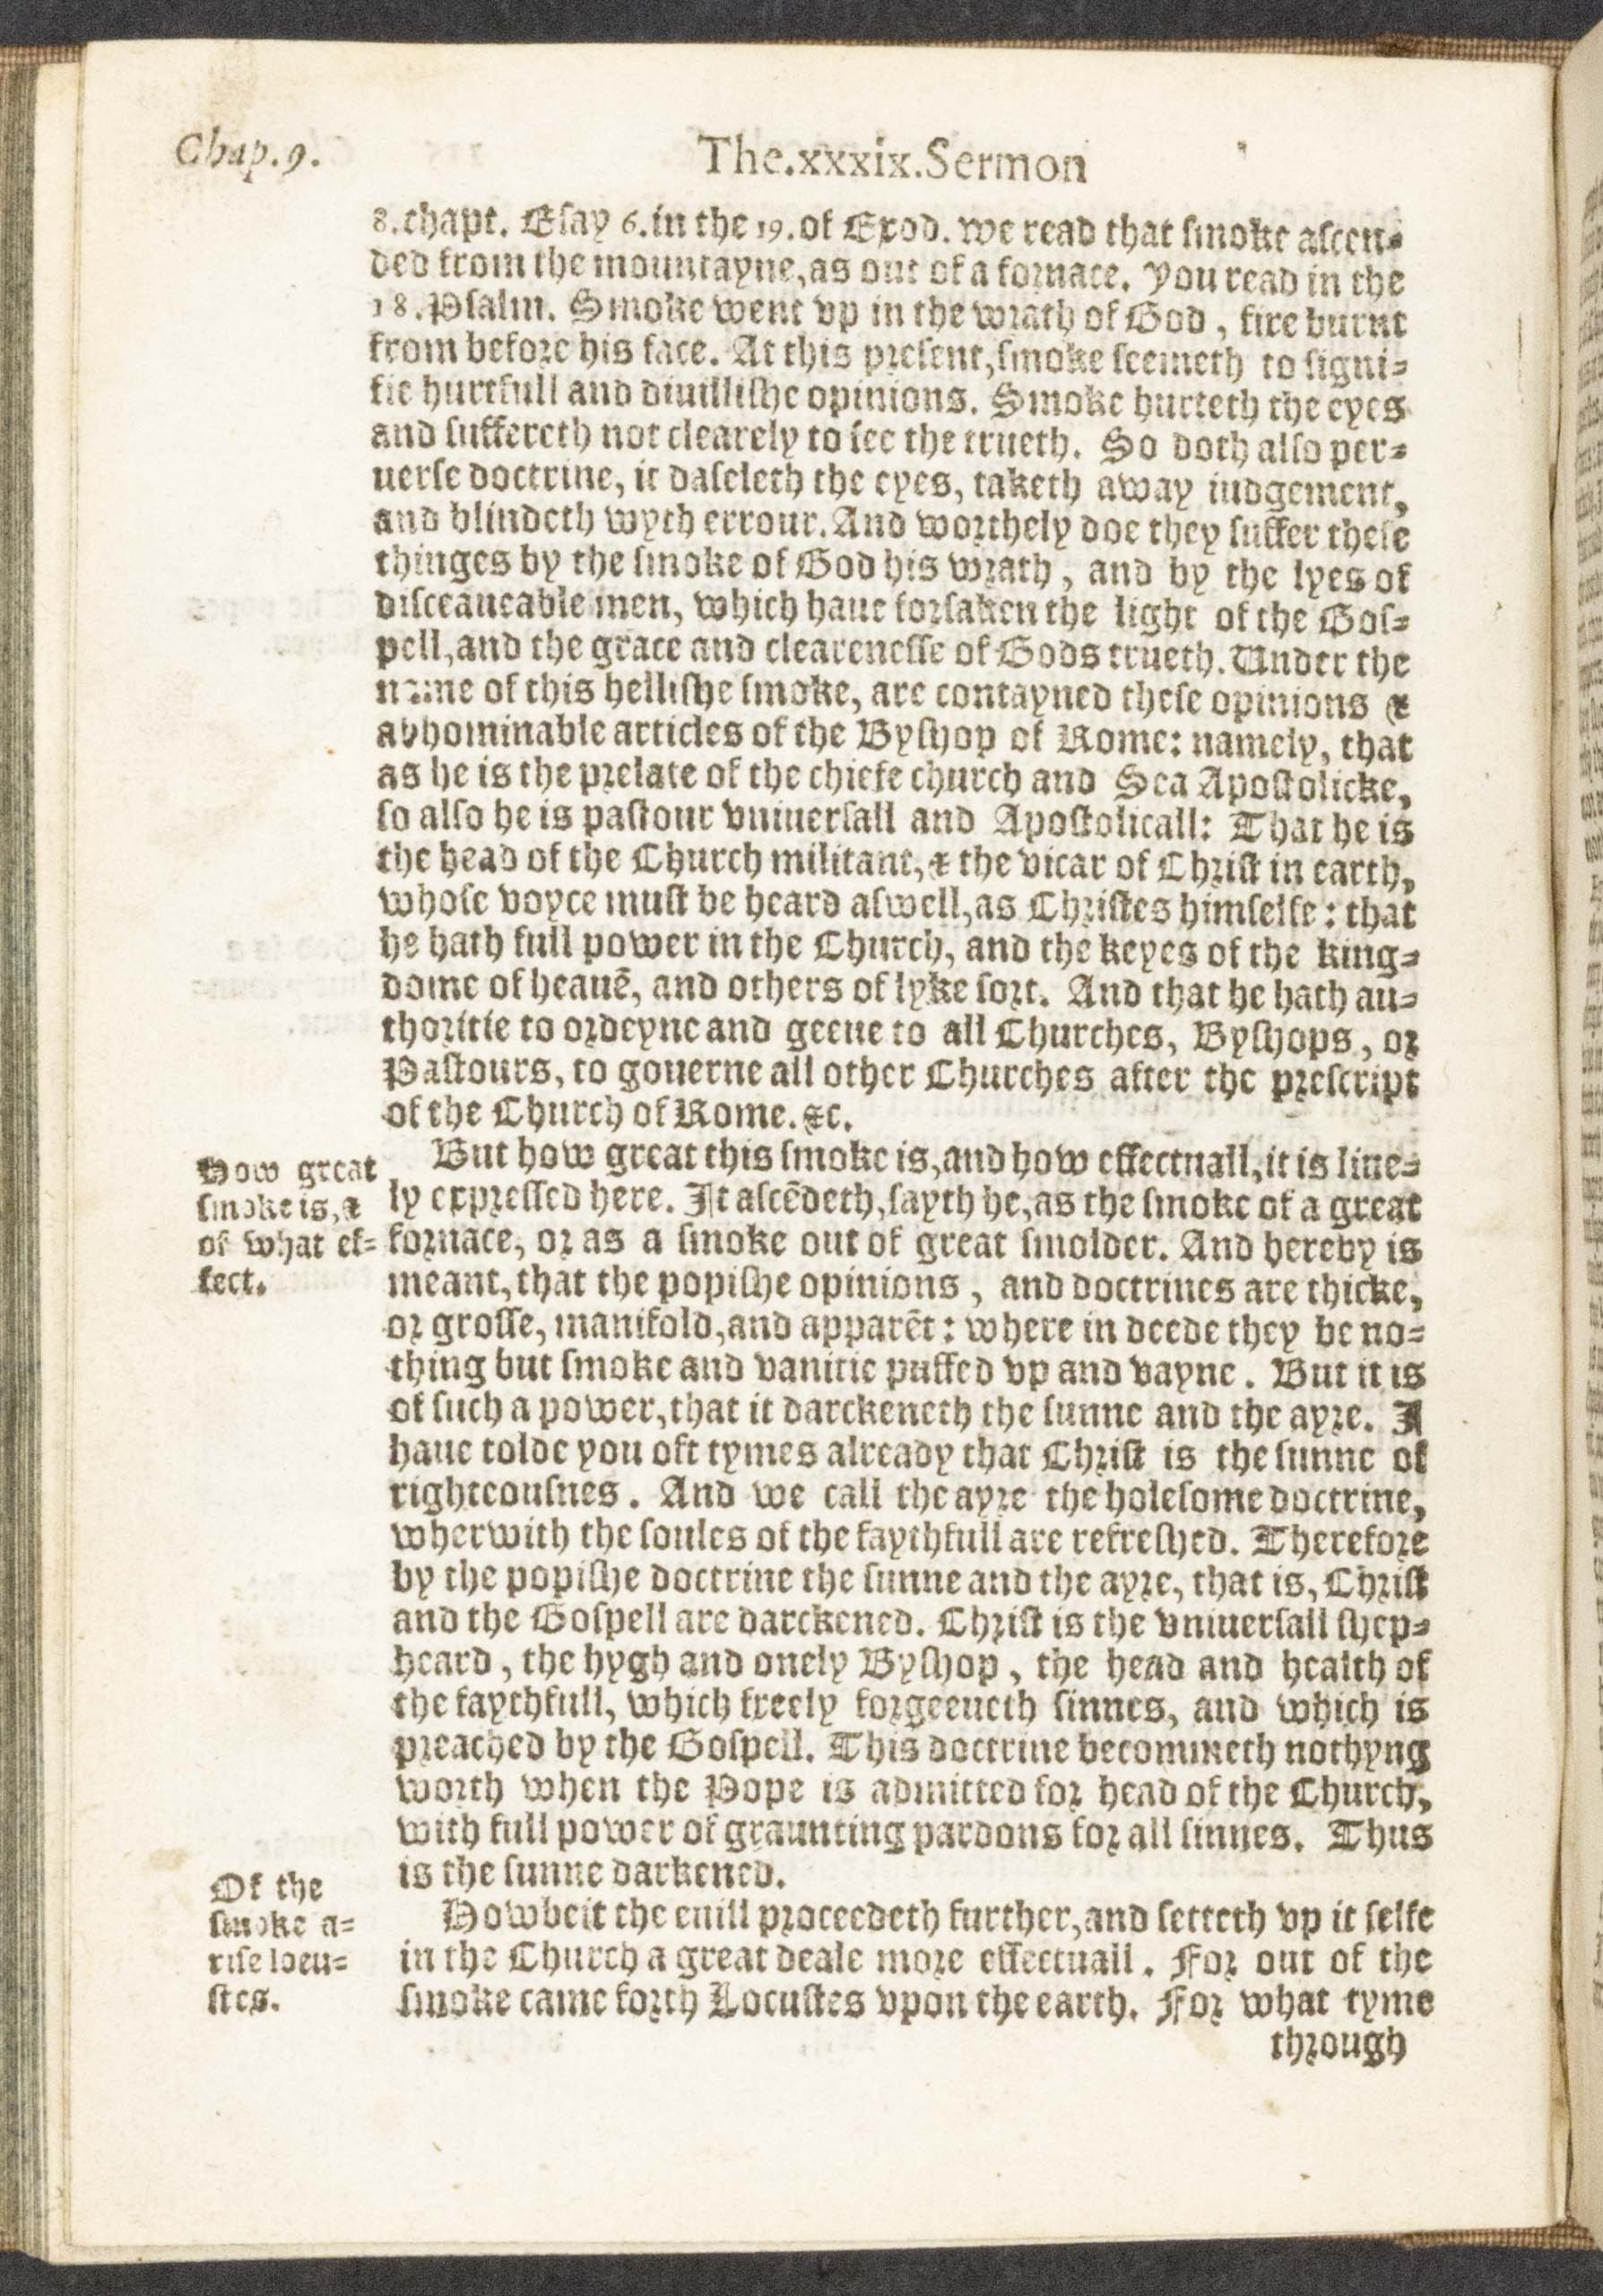 Chap.9.
The.xxxix.Sermon
8.chapt. Esay 6.in the 19.of Exod. we read that smoke ascen-
ded from the mountayne,as out of a fornace. you read in the
18.Psalm. Smoke went vp in the wrath of God , fire burnt
from before his face. At this present,smoke seemeth to signi-
fie hurtfull and diuillishe opinions. Smoke hurteth the eyes
and suffereth not clearely to see the trueth. So doth also per-
uerse doctrine, it daseleth the eyes, taketh away iudgement,
and blindeth wyth errour. And worthely doe they suffer these
thinges by the smoke of God his wrath , and by the lyes of
disceaueable men, which haue forsaken the light of the Gos-
pell,and the grace and clearenesse of Gods trueth. Under the
name of this hellishe smoke, are contayned these opinions &
abhominable articles of the Byshop of Rome: namely, that
as he is the prelate of the chiefe church and Sea Apostolicke,
so also he is pastour vniuersall and Apostolicall: That he is
the head of the Church militant,& the vicar of Christ in earth,
whose voyce must be heard aswell,as Christes himselfe : that
he hath full power in the Church, and the keyes of the king-
dome of heauē, and others of lyke sort. And that he hath au-
thoritie to ordeyne and geeue to all Churches, Byshops , or
Pastours, to gouerne all other Churches after the prescript
of the Church of Rome. &c.
How great
smoke is, &
of what ef-
fect.
But how great this smoke is,and how effectuall,it is liue-
ly expressed here. It ascēdeth,sayth he,as the smoke of a great
fornace, or as a smoke out of great smolder. And hereby is
meant,that the popishe opinions , and doctrines are thicke,
or grosse, manifold,and apparēt : where in deede they be no-
thing but smoke and vanitie puffed vp and vayne . But it is
of such a power,that it darckeneth the sunne and the ayre. I
haue tolde you oft tymes already that Christ is the sunne of
righteousnes . And we call the ayre the holesome doctrine,
wherwith the soules of the faythfull are refreshed. Therefore
by the popishe doctrine the sunne and the ayre, that is, Christ
and the Gospell are darckened. Christ is the vniuersall shep-
heard , the hygh and onely Byshop , the head and health of
the faythfull, which freely forgeeueth sinnes, and which is
preached by the Gospell. This doctrine becommeth nothyng
worth when the Pope is admitted for head of the Church,
with full power of graunting pardons for all sinnes. Thus
is the sunne darkened.
Of the
smoke a-
rise locu-
stes.
Howbeit the euill proceedeth further,and setteth vp it selfe
in the Church a great deale more effectuall . For out of the
smoke came forth Locustes vpon the earth. For what tyme
through